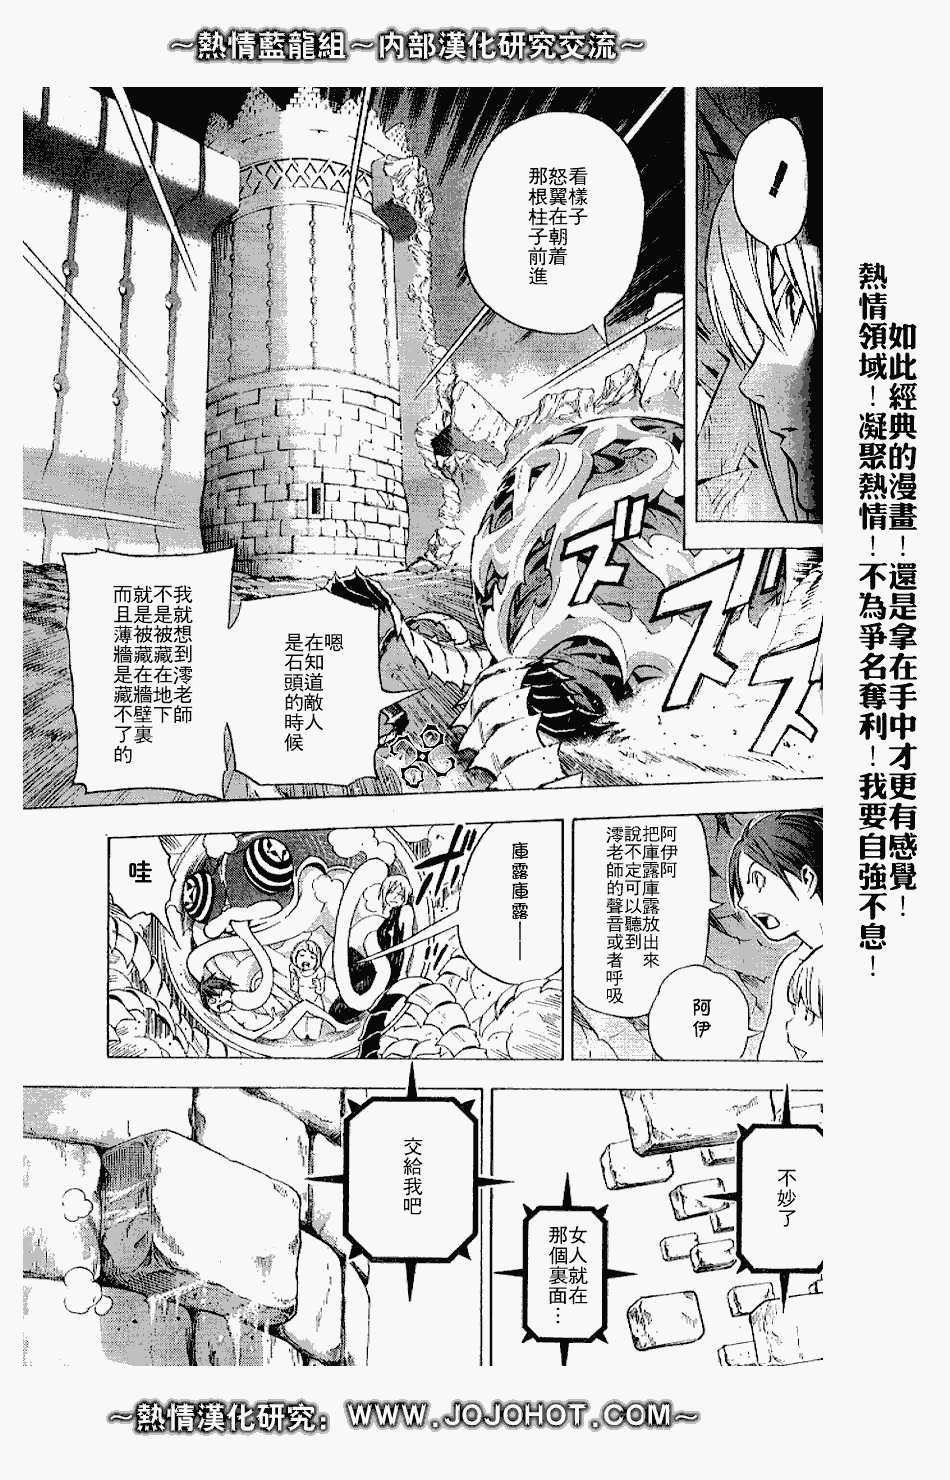 ～熱情藍龍組～內部漢化研究交流～
！
看樣子
怒翼在朝着
那根柱子前進
ズ
ズ
ズ
嗯
在知道敵人
是石頭的時候
我就想到澪老師
不是被藏在地下
就是被藏在牆壁裏
而且薄牆是藏不了的
阿伊阿
把庫露庫露放出來
說不定可以聽到
澪老師的聲音或者呼吸
阿伊
庫露庫露——
哇
不妙了
女人就在
那個裏面…
交給我吧
如此經典的漫畫！還是拿在手中才更有感覺！
熱情領域！凝聚熱情！不為爭名奪利！我要自強不息！
～熱情漢化研究：WWW.JOJOHOT.COM～